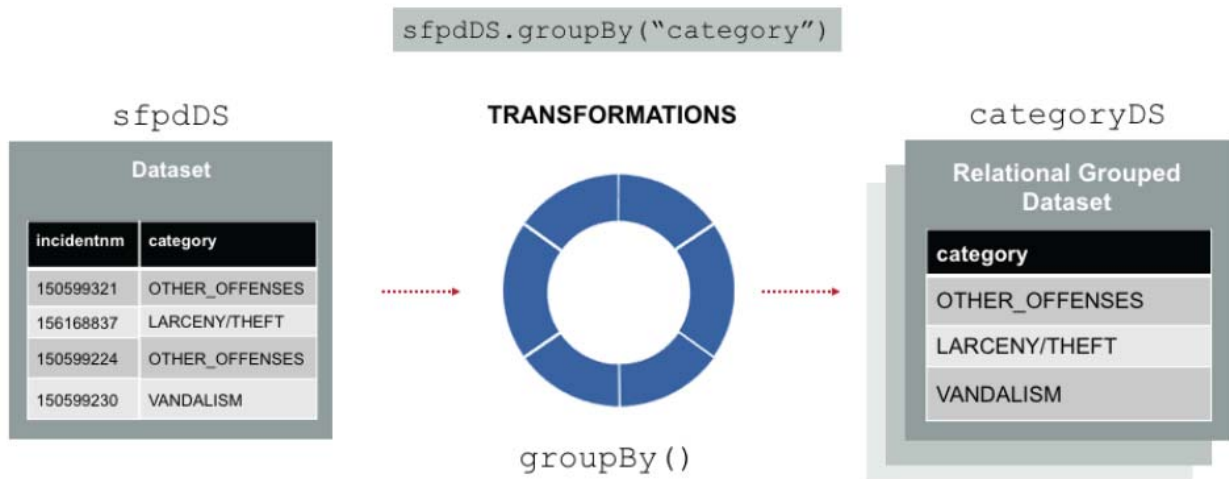 sfpdDS.groupBy(“category”)
sfpdDS
TRANSFORMATIONS
categoryDS
Dataset
incidentnm category
150599321 OTHER_OFFENSES
156168837 LARCENY/THEFT
150599224 OTHER_OFFENSES
150599230 VANDALISM
groupBy()
Relational Grouped
Dataset
category
OTHER_OFFENSES
LARCENY/THEFT
VANDALISM